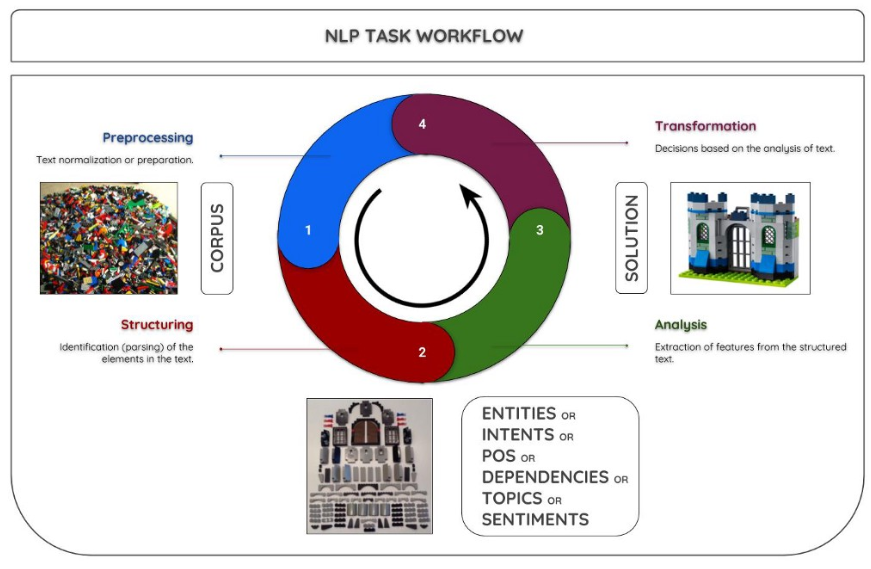 NLP TASK WORKFLOW
Preprocessing
Text normalization or preparation.
CORPUS
1
Structuring
Identification (parsing) of the
elements in the text.
2
ENTITIES OR
INTENTS OR
POS OR
DEPENDENCIES OR
TOPICS OR
SENTIMENTS
3
Analysis
Extraction of features from the structured
text.
4
Transformation
Decisions based on the analysis of text.
SOLUTION